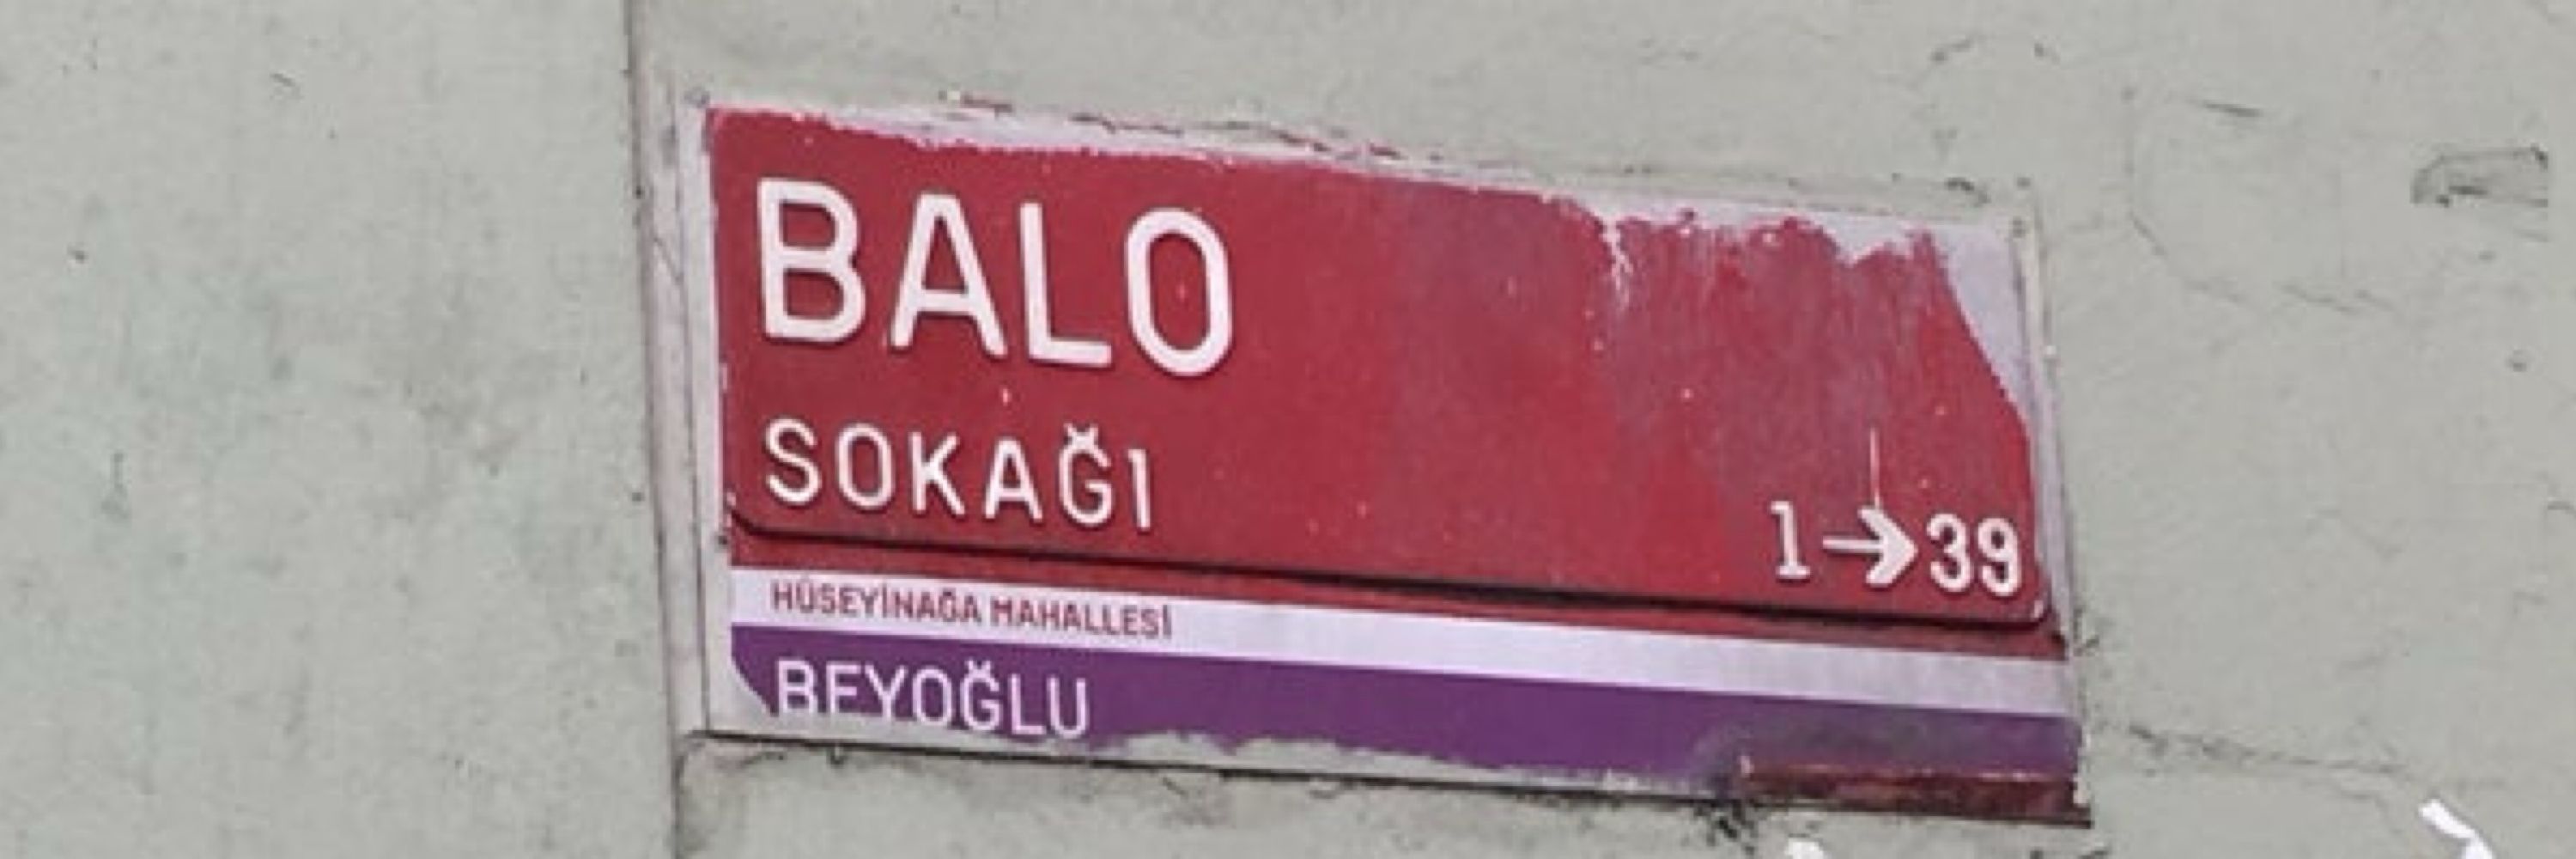 BALO
SOKAĞI
1→39
HÜSEYİNAĞA MAHALLESİ
BEYOĞLU